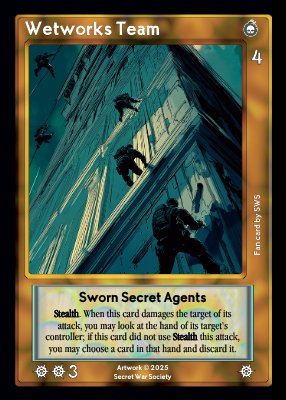 Wetworks Team
4
Fan card by SWS
Sworn Secret Agents
Stealth. When this card damages the target of its
attack, you may look at the hand of its target's
controller; if this card did not use Stealth this attack,
you may choose a card in that hand and discard it.
3
Artwork © 2025
Secret War Society